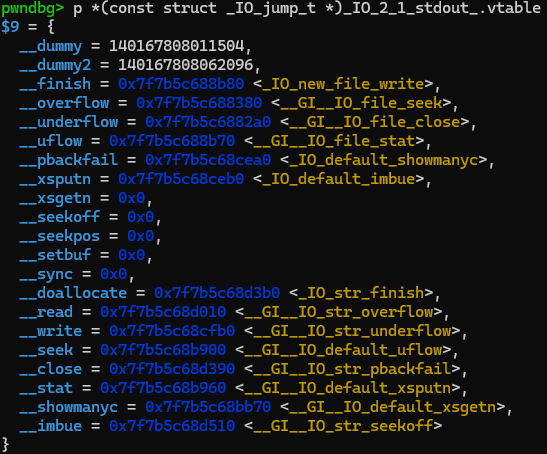 pwndbg> p *(const struct _IO_jump_t *)_IO_2_1_stdout_.vtable
$9 = {
  __dummy = 140167808011504,
  __dummy2 = 140167808062096,
  __finish = 0x7f7b5c688b80 <_IO_new_file_write>,
  __overflow = 0x7f7b5c688380 <__GI__IO_file_seek>,
  __underflow = 0x7f7b5c6882a0 <__GI__IO_file_close>,
  __uflow = 0x7f7b5c688b70 <__GI__IO_file_stat>,
  __pbackfail = 0x7f7b5c68cea0 <_IO_default_showmanyc>,
  __xsputn = 0x7f7b5c68ceb0 <_IO_default_imbue>,
  __xsgetn = 0x0,
  __seekoff = 0x0,
  __seekpos = 0x0,
  __setbuf = 0x0,
  __sync = 0x0,
  __doallocate = 0x7f7b5c68d3b0 <_IO_str_finish>,
  __read = 0x7f7b5c68d010 <__GI__IO_str_overflow>,
  __write = 0x7f7b5c68cfb0 <__GI__IO_str_underflow>,
  __seek = 0x7f7b5c68b900 <__GI__IO_default_uflow>,
  __close = 0x7f7b5c68d390 <__GI__IO_str_pbackfail>,
  __stat = 0x7f7b5c68b960 <__GI__IO_default_xsputn>,
  __showmanyc = 0x7f7b5c68bb70 <__GI__IO_default_xsgetn>,
  __imbue = 0x7f7b5c68d510 <__GI__IO_str_seekoff>
}